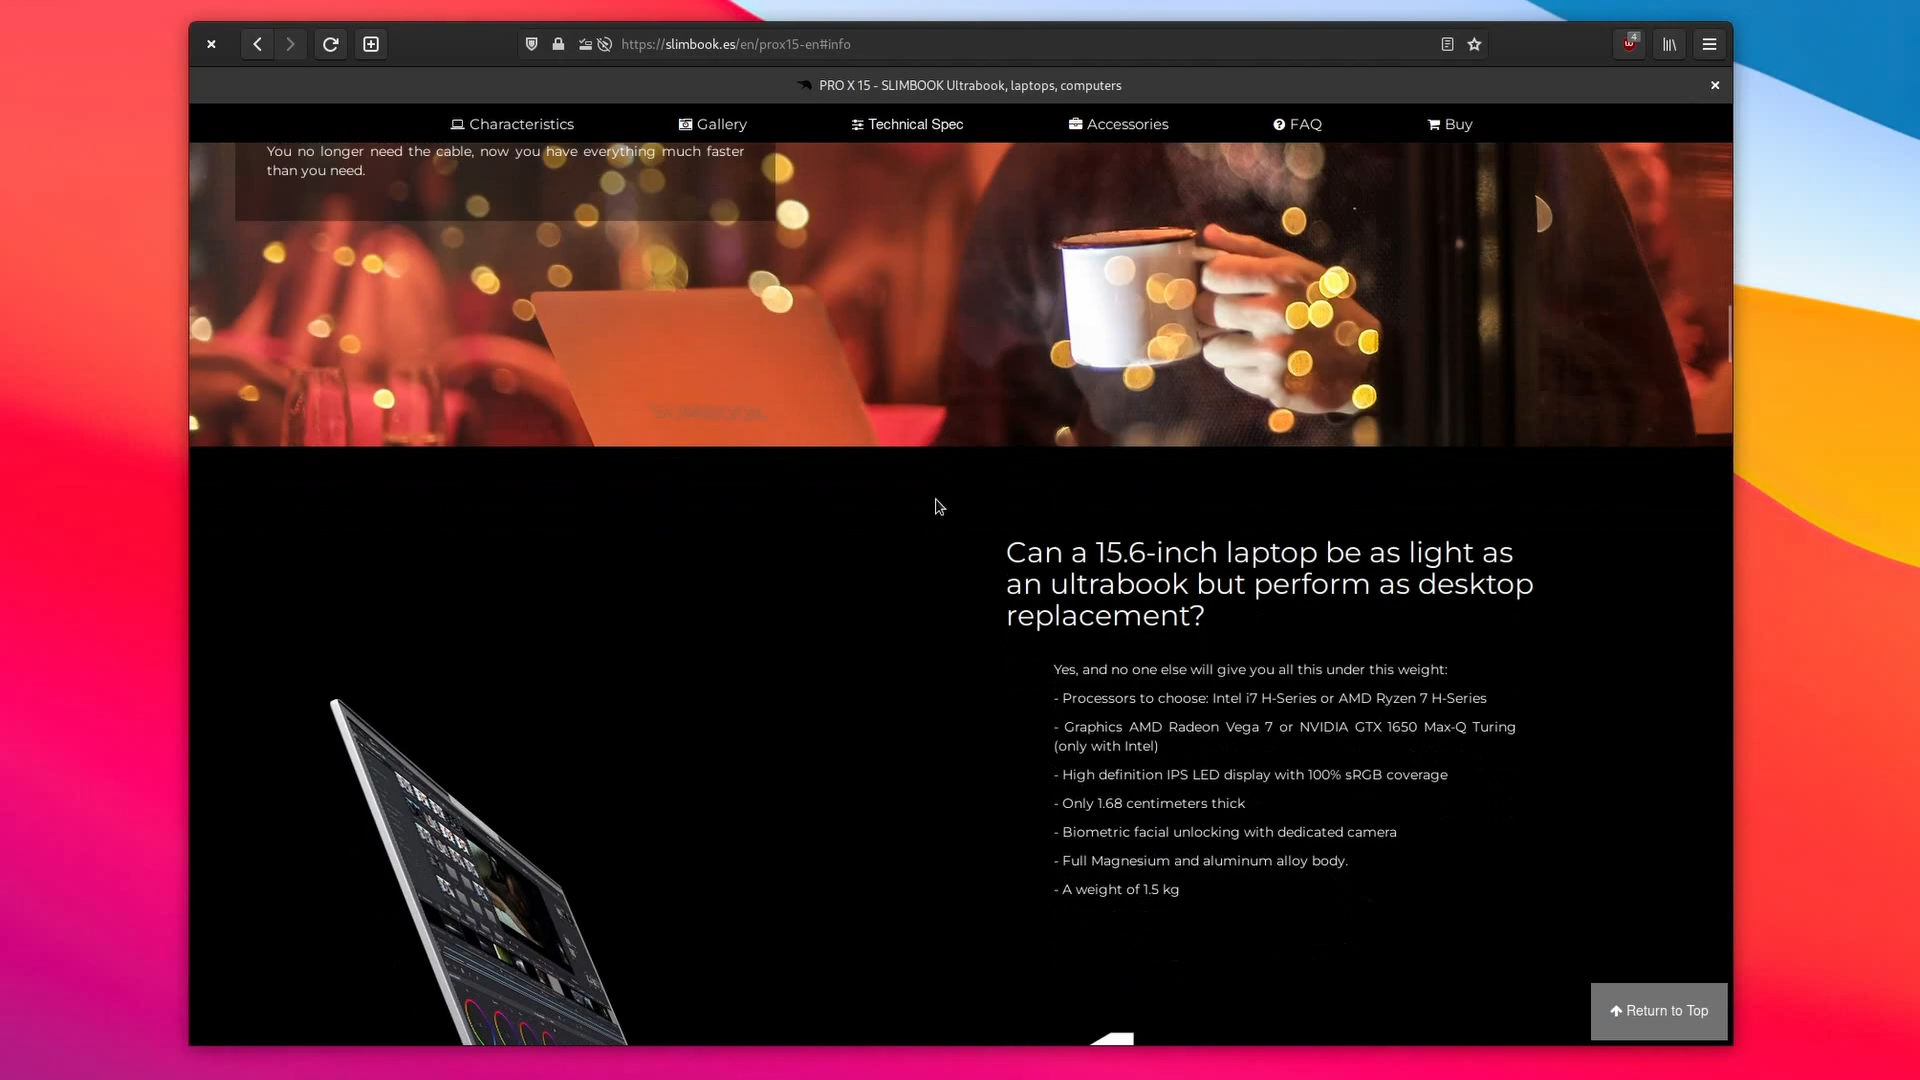 https://slimbook.es/en/prox15-en#info
4
PRO X 15 - SLIMBOOK Ultrabook, laptops, computers
Characteristics
Gallery
Technical Spec
Accessories
FAQ
Buy
You no longer need the cable, now you have everything much faster
than you need.
SLIMBOOK
Can a 15.6-inch laptop be as light as
an ultrabook but perform as desktop
replacement?
Yes, and no one else will give you all this under this weight:
- Processors to choose: Intel i7 H-Series or AMD Ryzen 7 H-Series
- Graphics AMD Radeon Vega 7 or NVIDIA GTX 1650 Max-Q Turing
(only with Intel)
- High definition IPS LED display with 100% sRGB coverage
- Only 1.68 centimeters thick
- Biometric facial unlocking with dedicated camera
- Full Magnesium and aluminum alloy body.
- A weight of 1.5 kg
Return to Top